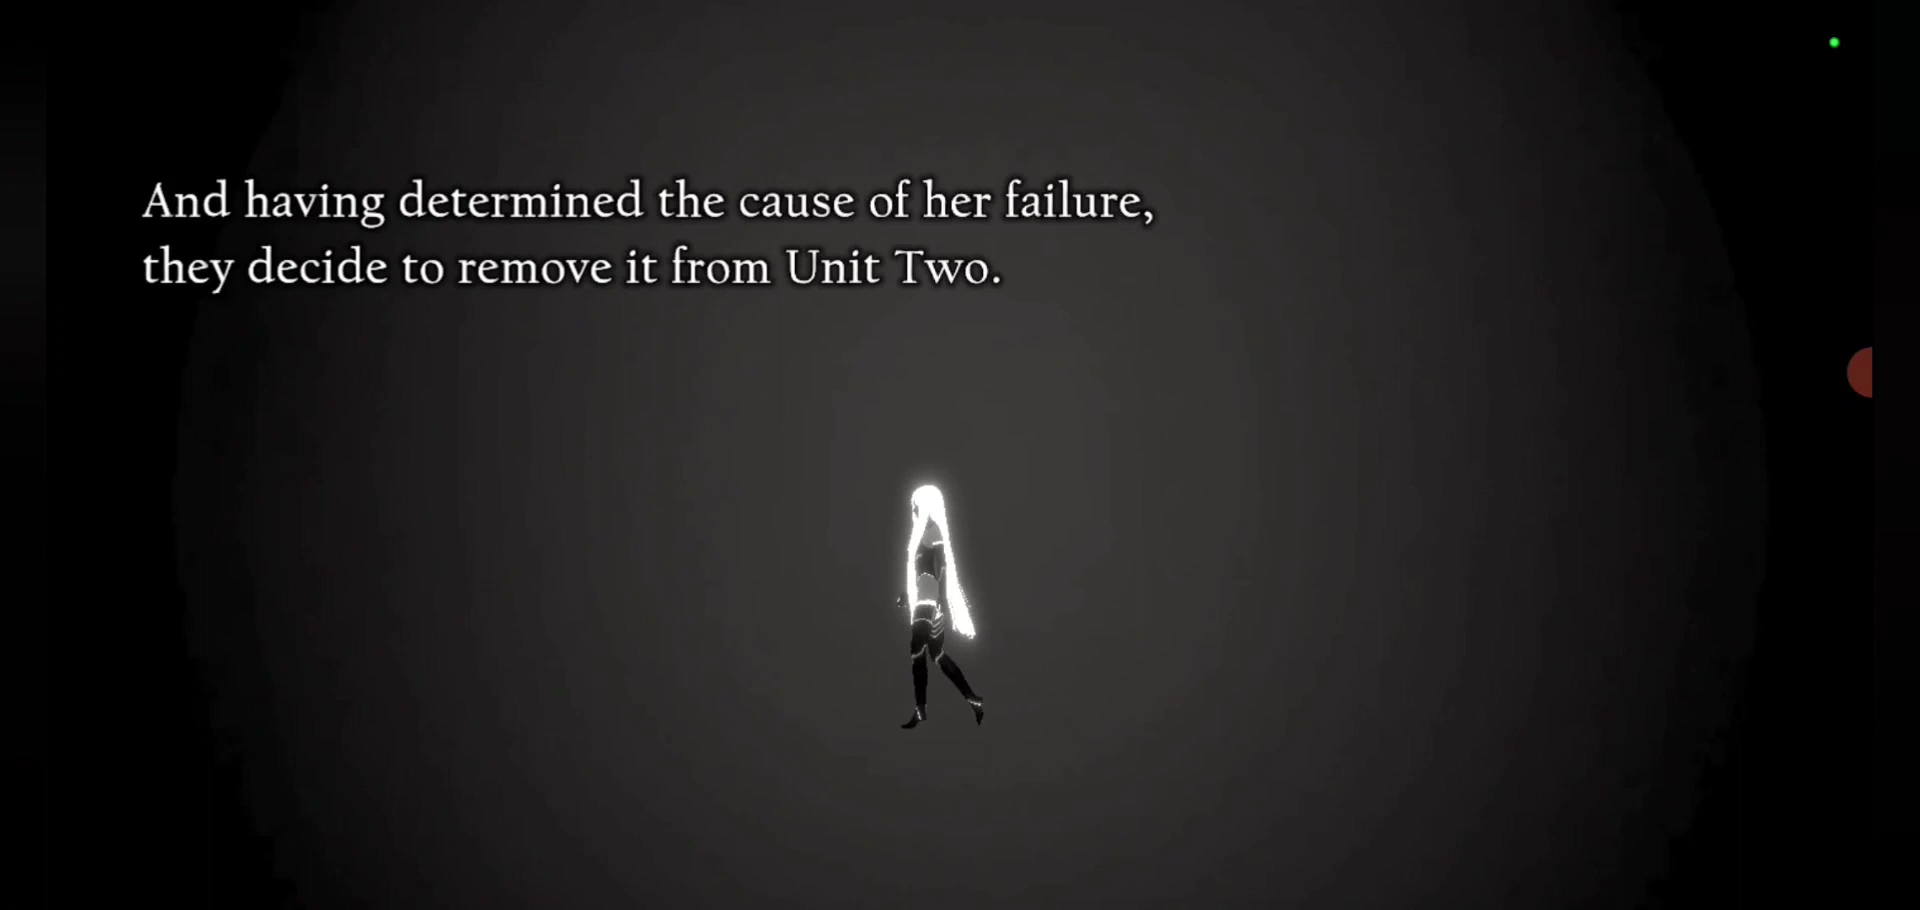 And having determined the cause of her failure,
they decide to remove it from Unit Two.